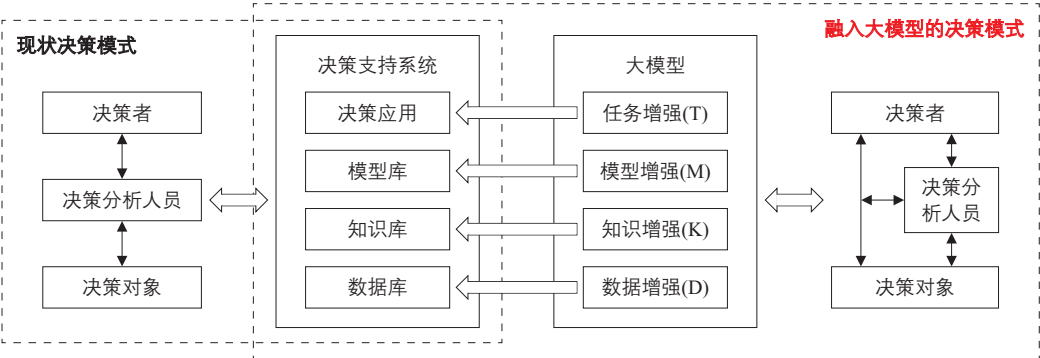 现状决策模式
决策者
决策分析人员
决策对象
决策支持系统
决策应用
模型库
知识库
数据库
大模型
任务增强(T)
模型增强(M)
知识增强(K)
数据增强(D)
融入大模型的决策模式
决策者
决策分
析人员
决策对象